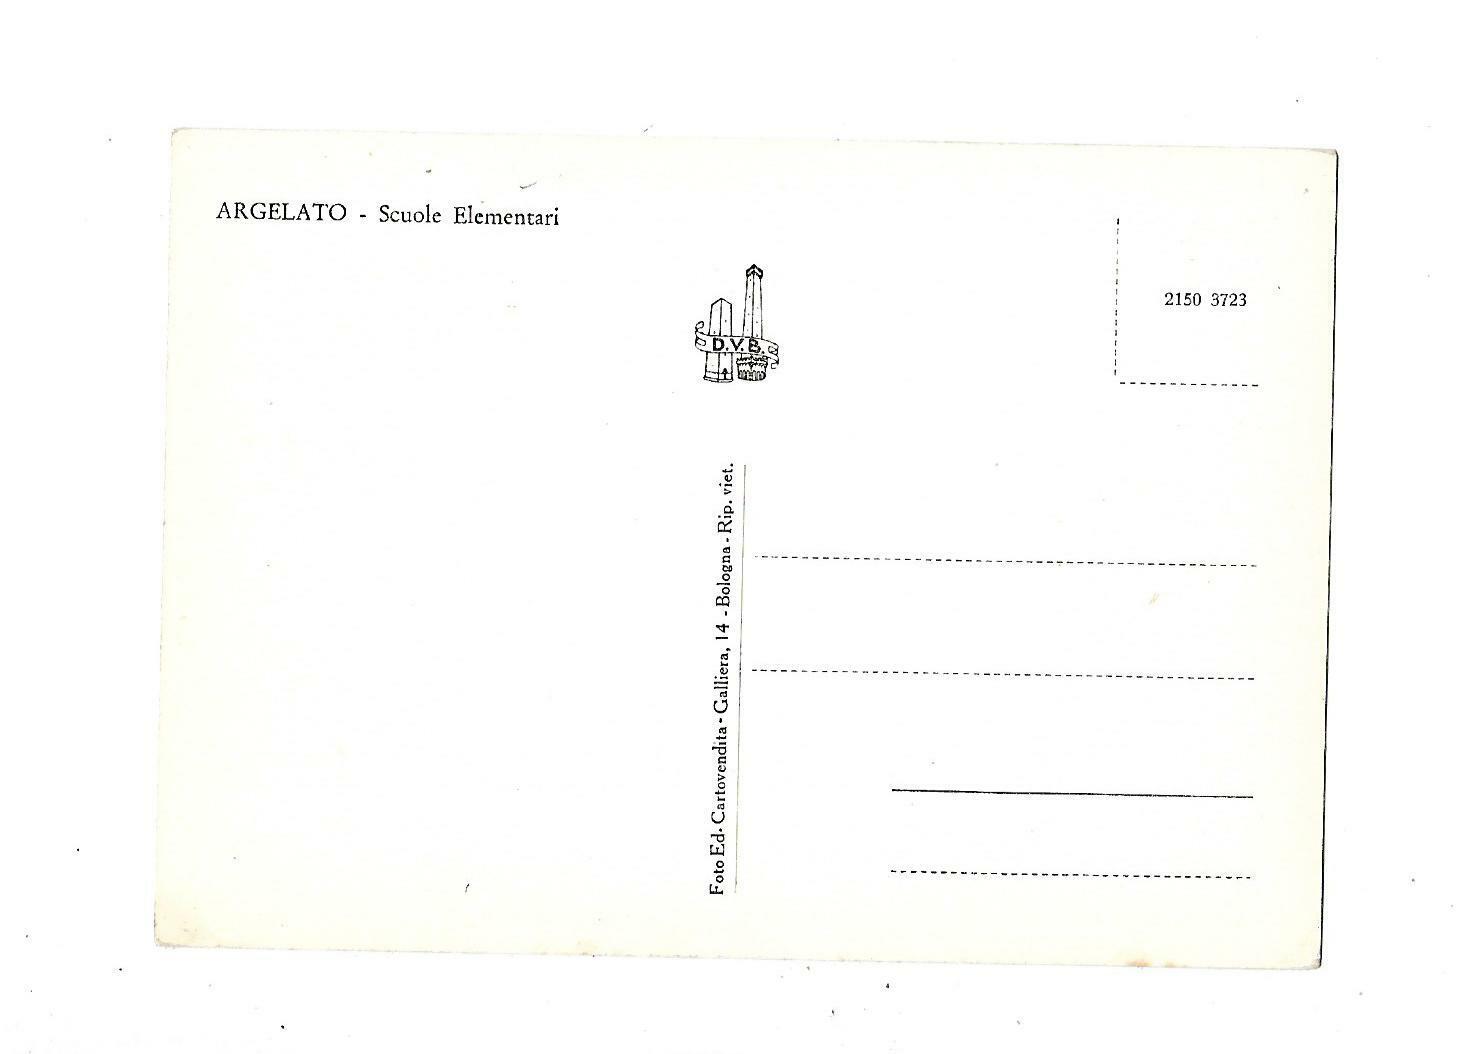 ARGELATO - Scuole Elementari
D.V.B.
2150 3723
Foto Ed. Cartovendita - Galliera, 14 - Bologna - Rip. viet.